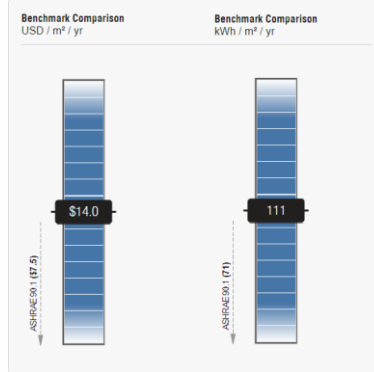 Benchmark Comparison
USD / m² / yr
Benchmark Comparison
kWh / m² / yr
$14.0
111
ASHRAE 90.1 ($7.5)
ASHRAE 90.1 (71)